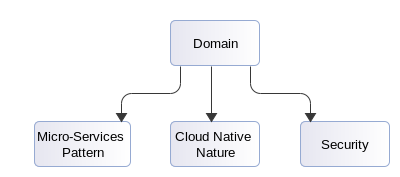 Domain
Micro-Services
Pattern
Cloud Native
Nature
Security